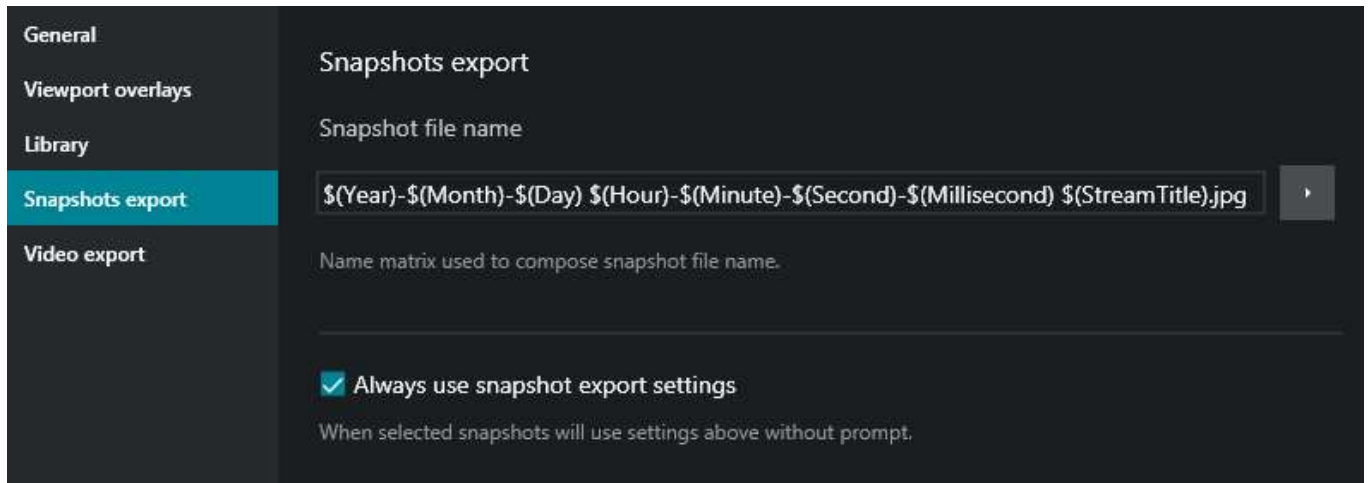 General
Viewport overlays
Library
Snapshots export
Video export
Snapshots export
Snapshot file name
$(Year)-$(Month)-$(Day) $(Hour)-$(Minute)-$(Second)-$(Millisecond) $(StreamTitle).jpg
Name matrix used to compose snapshot file name.
Always use snapshot export settings
When selected snapshots will use settings above without prompt.